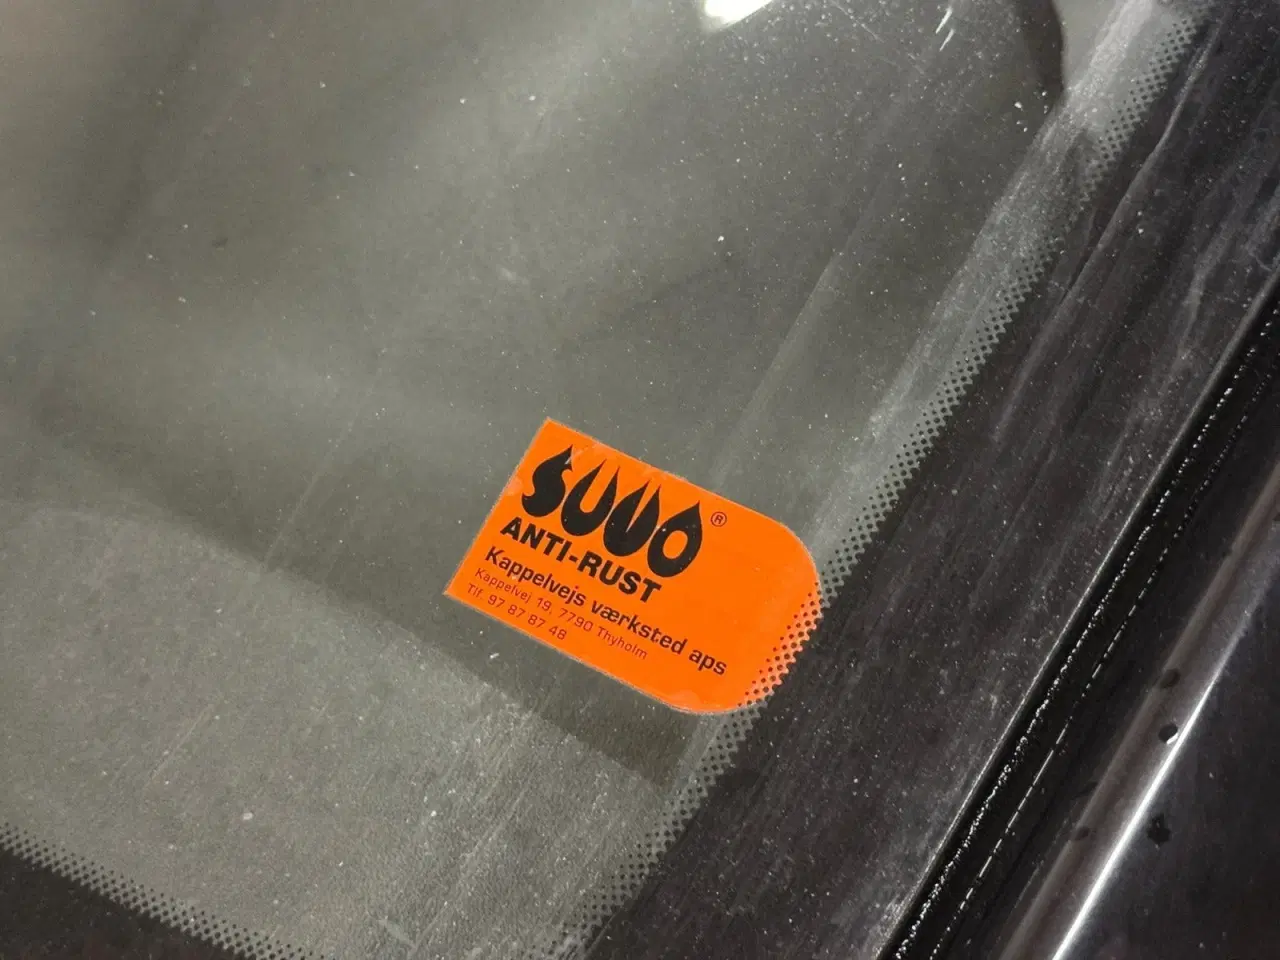 SUVO®
ANTI-RUST
Kappelvejs værksted aps
Kappelvej 19, 7790 Thyholm
Tlf. 97 87 87 48